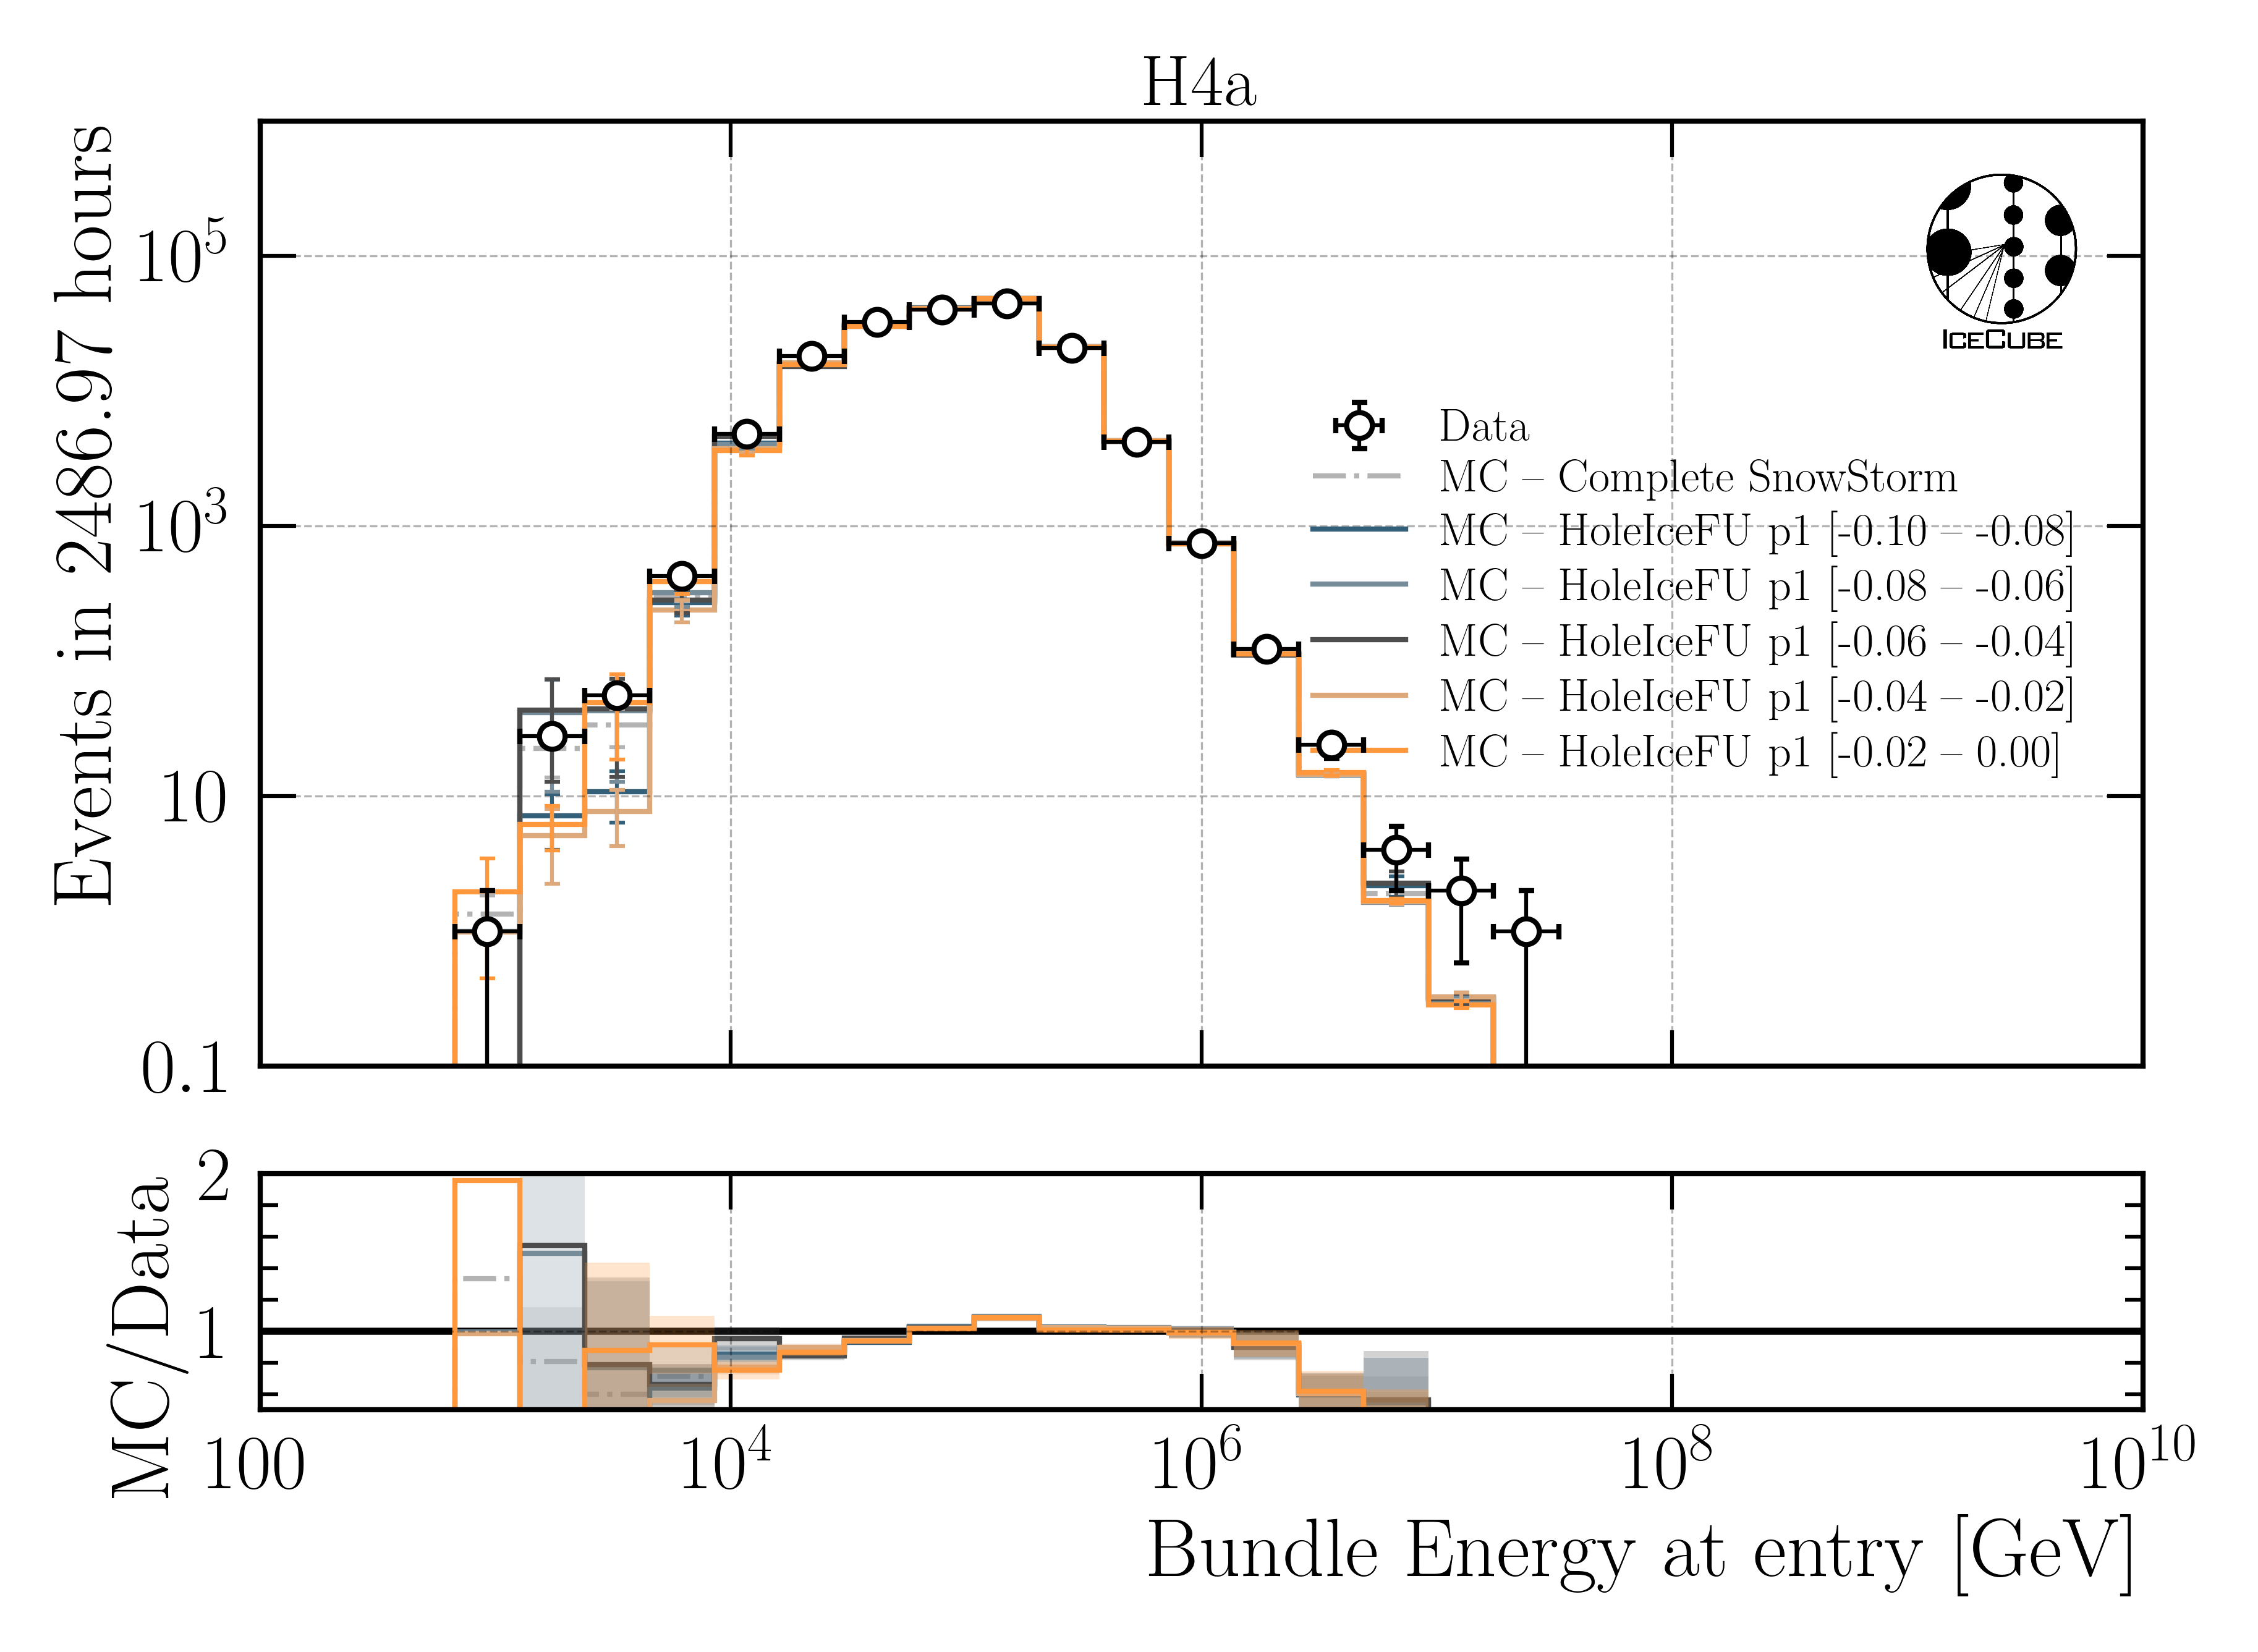 H4a
Events in 2486.97 hours
10^5
10^3
10
0.1
ICECUBE
Data
MC – Complete SnowStorm
MC – HoleIceFU p1 [-0.10 – -0.08]
MC – HoleIceFU p1 [-0.08 – -0.06]
MC – HoleIceFU p1 [-0.06 – -0.04]
MC – HoleIceFU p1 [-0.04 – -0.02]
MC – HoleIceFU p1 [-0.02 – 0.00]
MC/Data
2
1
100 10^4 10^6 10^8 10^10
Bundle Energy at entry [GeV]